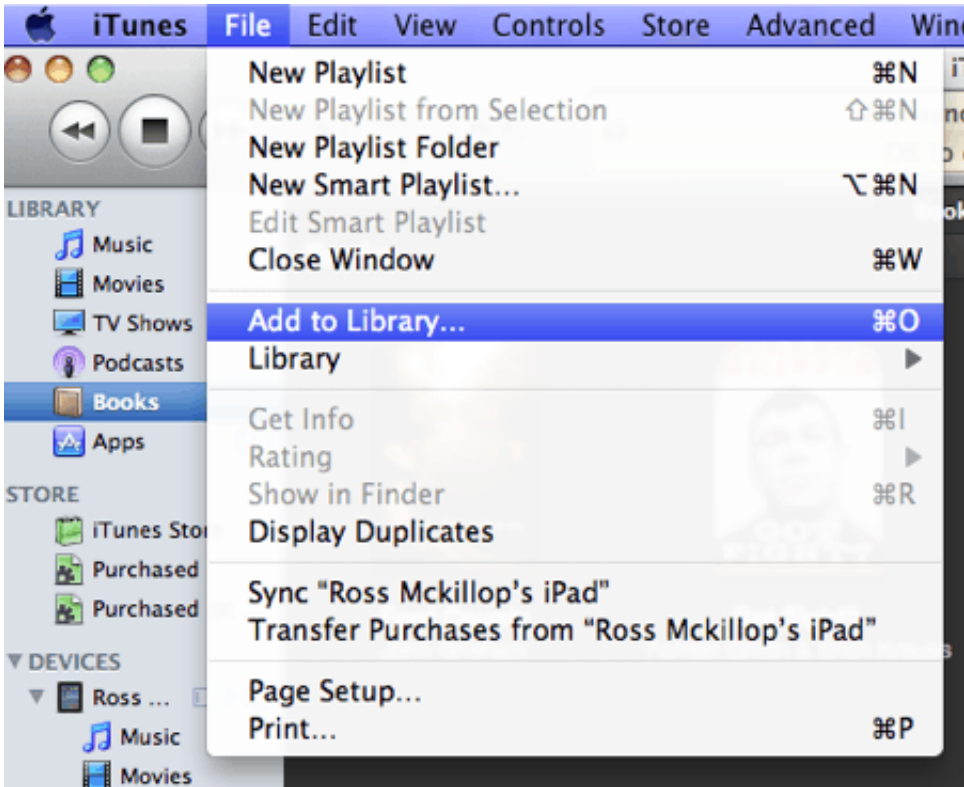 iTunes File Edit View Controls Store Advanced
New Playlist ⌘N
New Playlist from Selection ⇧⌘N
New Playlist Folder
New Smart Playlist... ⌥⌘N
Edit Smart Playlist
Close Window ⌘W
Add to Library... ⌘O
Library
Get Info ⌘I
Rating
Show in Finder ⌘R
Display Duplicates
Sync “Ross Mckillop's iPad”
Transfer Purchases from “Ross Mckillop's iPad”
Page Setup...
Print... ⌘P
LIBRARY
Music
Movies
TV Shows
Podcasts
Books
Apps
STORE
iTunes Stor
Purchased
Purchased
DEVICES
Ross ...
Music
Movies